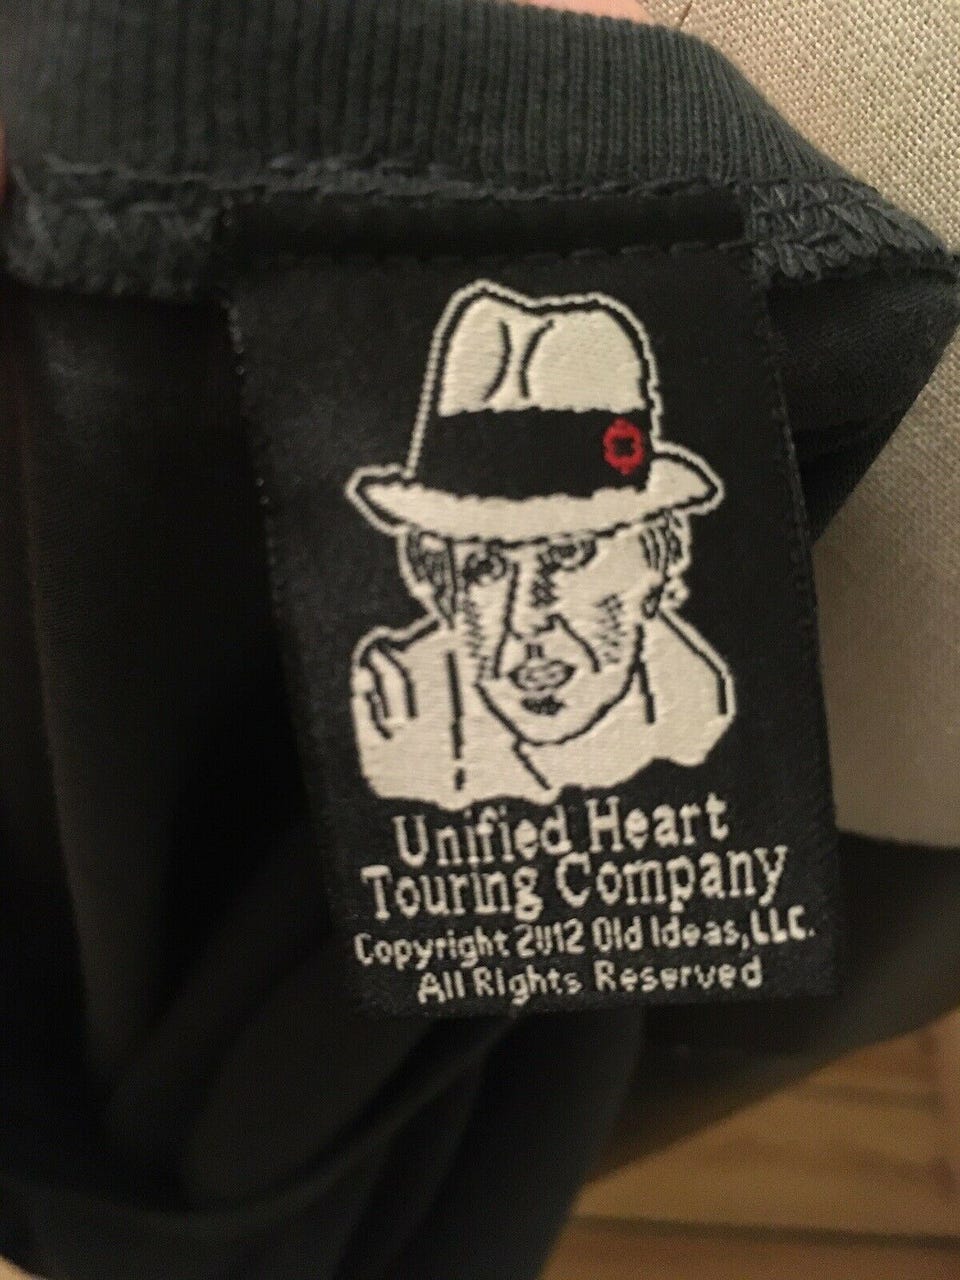 Unified Heart
Touring Company
Copyright 2012 Old Ideas, LLC.
All Rights Reserved